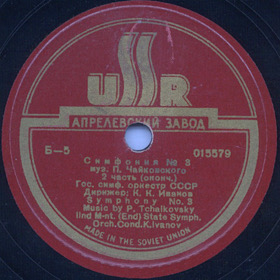 USSR
АПРЕЛЕВСКИЙ ЗАВОД
Б—5 015579
Симфония № 3
муз. П. Чайковского
2 часть (оконч.)
Гос. симф. оркестр СССР
Дирижер: К. К. Иванов
Symphony No. 3
Music by P. Tchaikovsky
IInd M-nt. (End) State Symph.
Orch. Cond. K. Ivanov
MADE IN THE SOVIET UNION